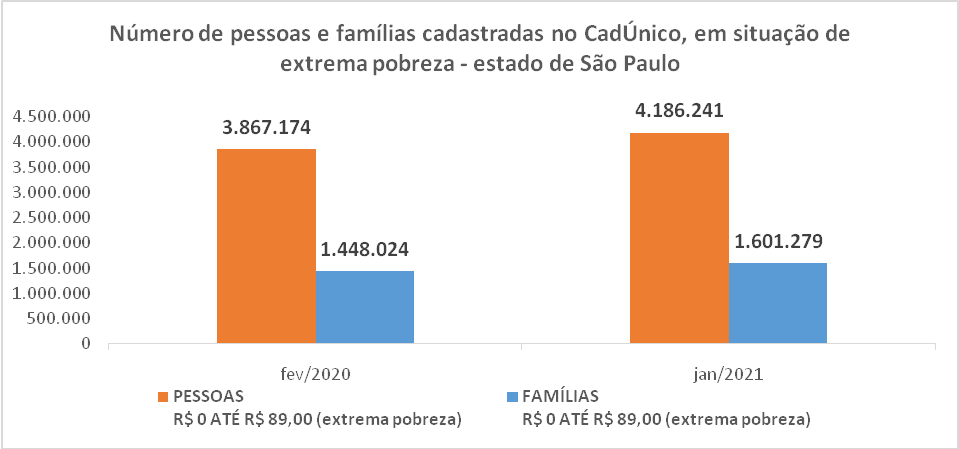 Número de pessoas e famílias cadastradas no CadÚnico, em situação de
extrema pobreza - estado de São Paulo
4.500.000
4.000.000
3.500.000
3.000.000
2.500.000
2.000.000
1.500.000
1.000.000
500.000
0
3.867.174
1.448.024
4.186.241
1.601.279
fev/2020
jan/2021
PESSOAS
R$ 0 ATÉ R$ 89,00 (extrema pobreza)
FAMÍLIAS
R$ 0 ATÉ R$ 89,00 (extrema pobreza)